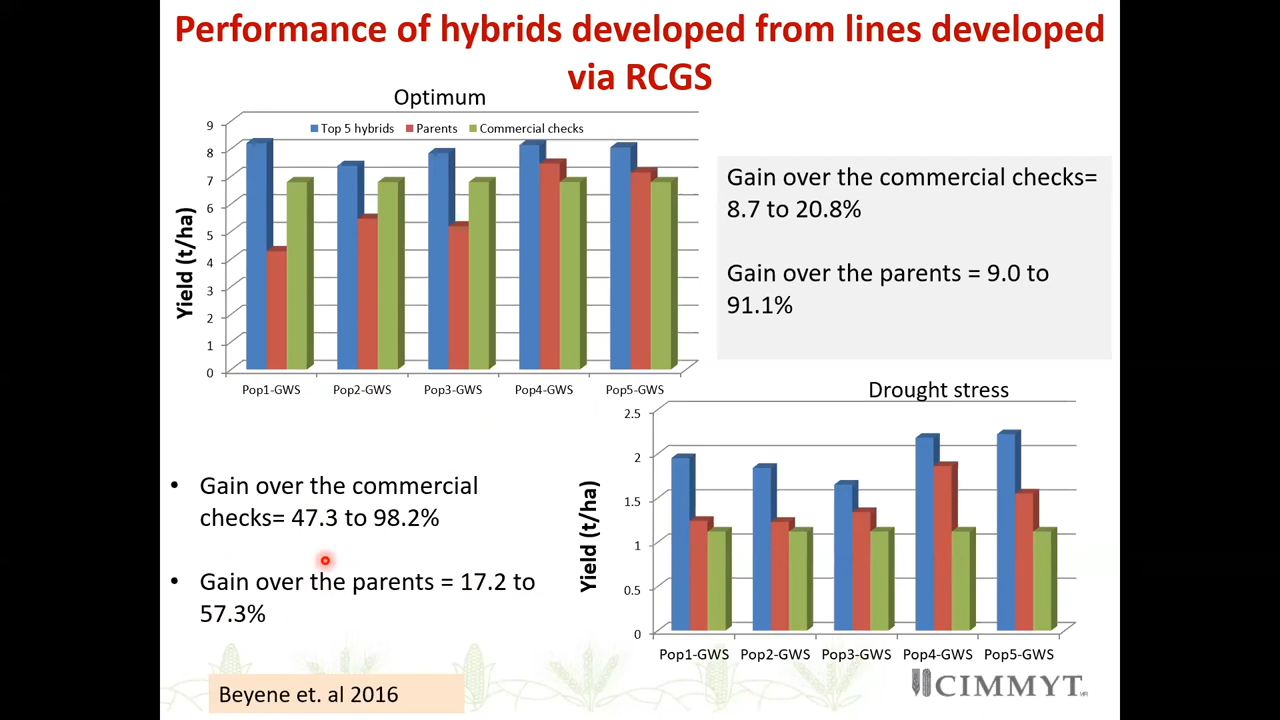 Performance of hybrids developed from lines developed
via RCGS
Optimum
Top 5 hybrids Parents Commercial checks
Yield (t/ha)
9
8
7
6
5
4
3
2
1
0
Pop1-GWS Pop2-GWS Pop3-GWS Pop4-GWS Pop5-GWS
Gain over the commercial checks=
8.7 to 20.8%
Gain over the parents = 9.0 to
91.1%
Drought stress
Yield (t/ha)
2.5
2
1.5
1
0.5
0
Pop1-GWS Pop2-GWS Pop3-GWS Pop4-GWS Pop5-GWS
• Gain over the commercial
checks= 47.3 to 98.2%
• Gain over the parents = 17.2 to
57.3%
Beyene et. al 2016
CIMMYT